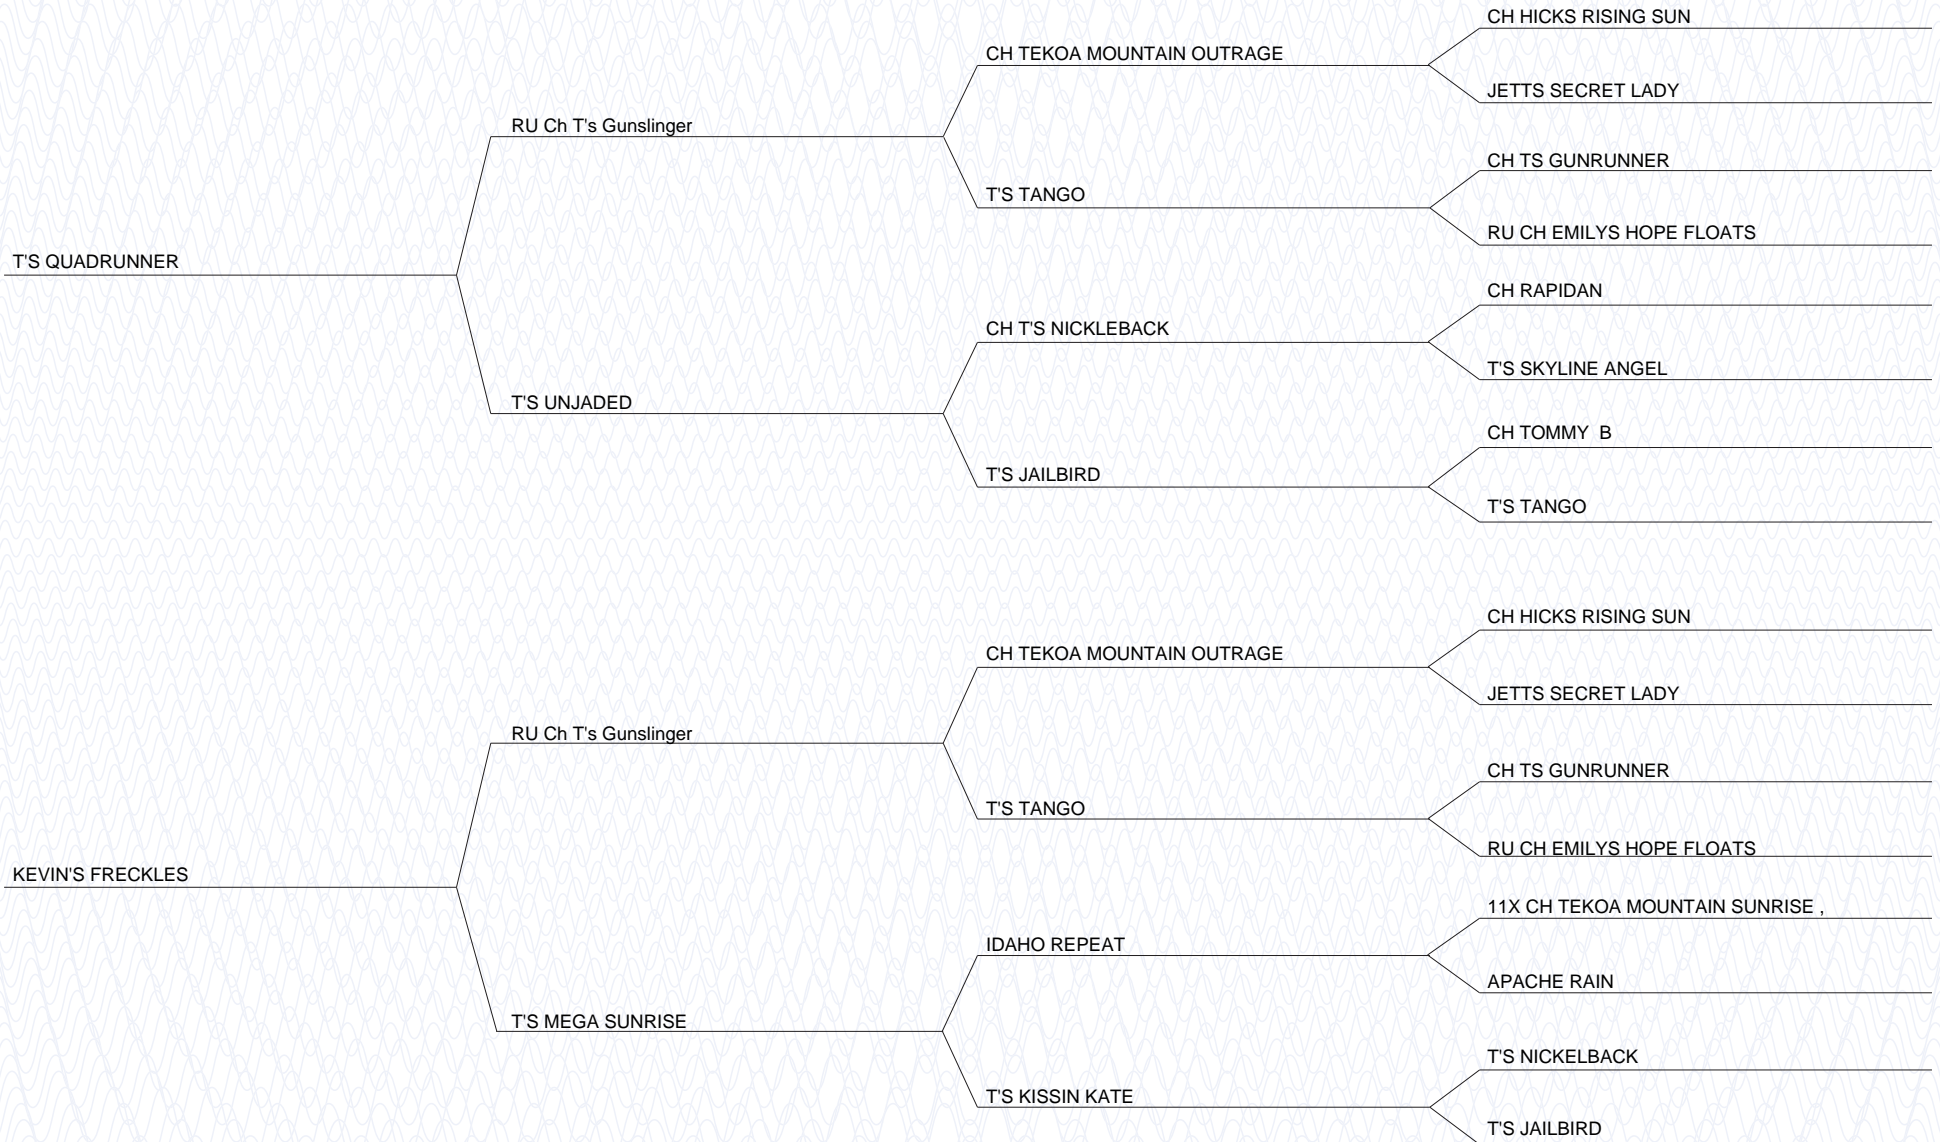 CH HICKS RISING SUN
CH TEKOA MOUNTAIN OUTRAGE
JETTS SECRET LADY
RU Ch T's Gunslinger
CH TS GUNRUNNER
T'S TANGO
RU CH EMILYS HOPE FLOATS
T'S QUADRUNNER
CH RAPIDAN
CH T'S NICKLEBACK
T'S SKYLINE ANGEL
T'S UNJADED
CH TOMMY  B
T'S JAILBIRD
T'S TANGO
CH HICKS RISING SUN
CH TEKOA MOUNTAIN OUTRAGE
JETTS SECRET LADY
RU Ch T's Gunslinger
CH TS GUNRUNNER
T'S TANGO
RU CH EMILYS HOPE FLOATS
KEVIN'S FRECKLES
11X CH TEKOA MOUNTAIN SUNRISE ,
IDAHO REPEAT
APACHE RAIN
T'S MEGA SUNRISE
T'S NICKELBACK
T'S KISSIN KATE
T'S JAILBIRD